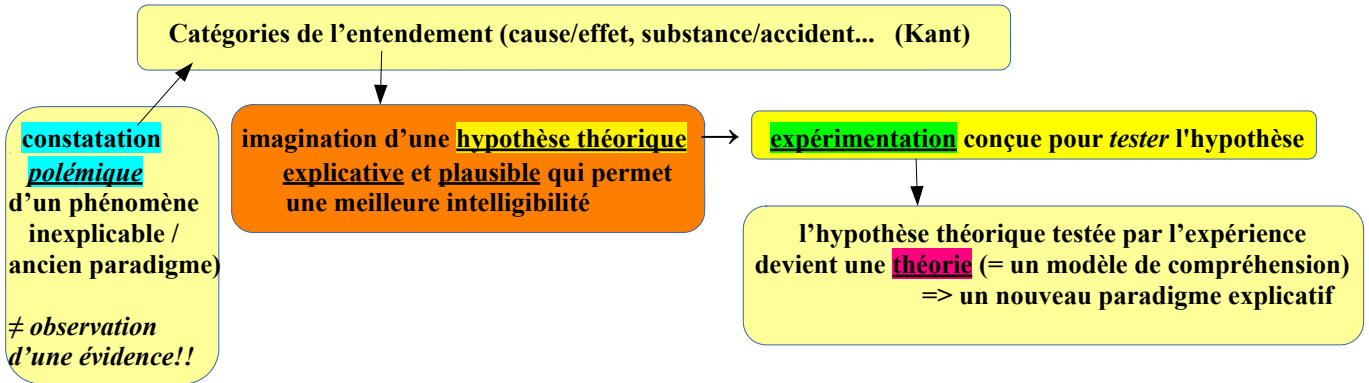 Catégories de l’entendement (cause/effet, substance/accident... (Kant)
constatation
polémique
d’un phénomène
inexplicable /
ancien paradigme)
≠ observation
d’une évidence!!
imagination d’une hypothèse théorique
explicative et plausible qui permet
une meilleure intelligibilité
expérimentation conçue pour tester l'hypothèse
l’hypothèse théorique testée par l’expérience
devient une théorie (= un modèle de compréhension)
=> un nouveau paradigme explicatif